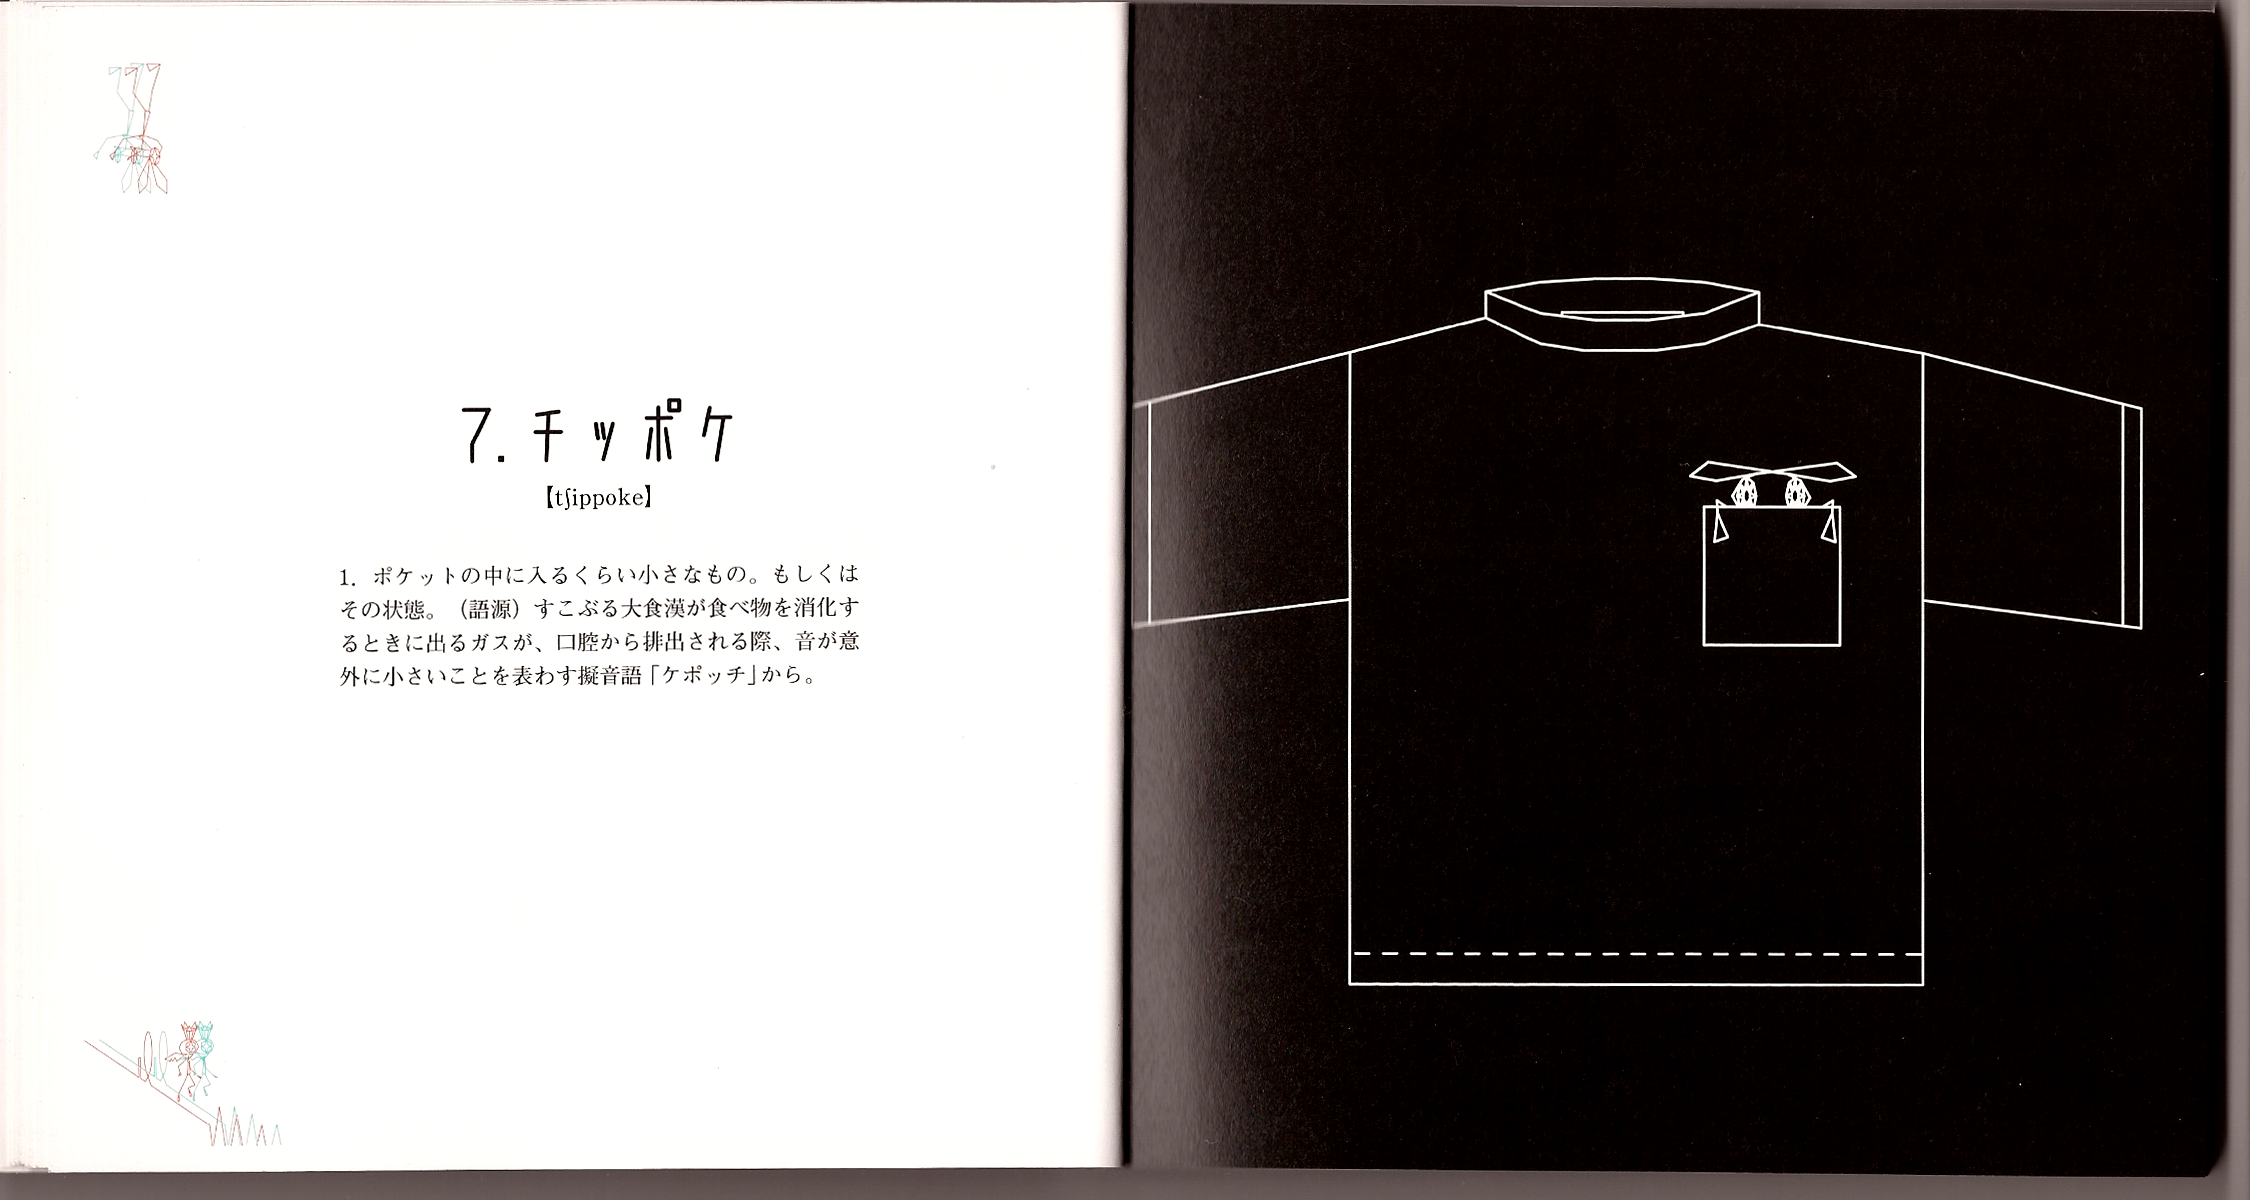 7. チッポケ
【tʃippoke】
1. ポケットの中に入るくらい小さなもの。もしくは
その状態。（語源）すこぶる大食漢が食べ物を消化す
るときに出るガスが、口腔から排出される際、音が意
外に小さいことを表わす擬音語「ケポッチ」から。